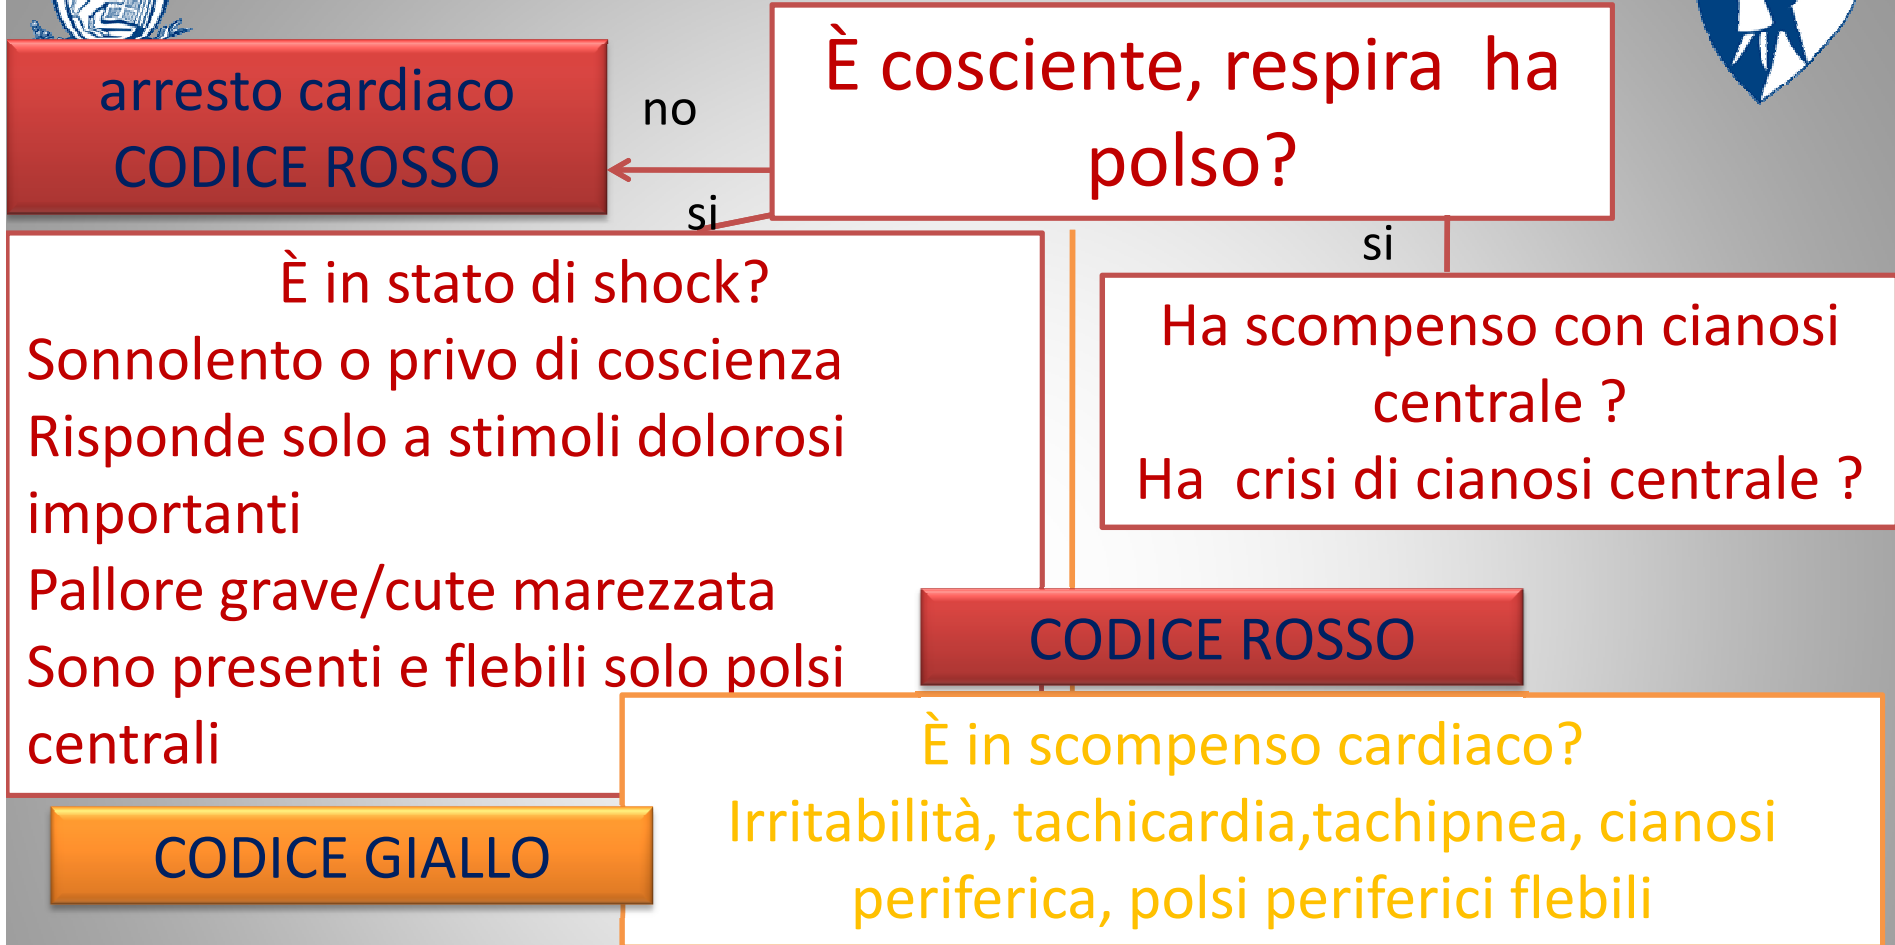 È cosciente, respira  ha
polso?
no
arresto cardiaco
CODICE ROSSO
si
È in stato di shock?
Sonnolento o privo di coscienza
Risponde solo a stimoli dolorosi
importanti
Pallore grave/cute marezzata
Sono presenti e flebili solo polsi
centrali
si
Ha scompenso con cianosi
centrale ?
Ha  crisi di cianosi centrale ?
CODICE ROSSO
È in scompenso cardiaco?
Irritabilità, tachicardia,tachipnea, cianosi
periferica, polsi periferici flebili
CODICE GIALLO